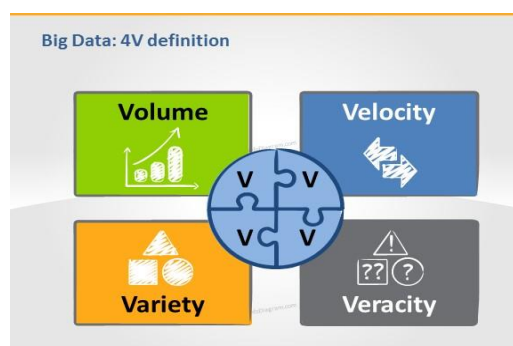 Big Data: 4V definition
Volume
Velocity
V
V
V
V
??
?
!
Variety
Veracity